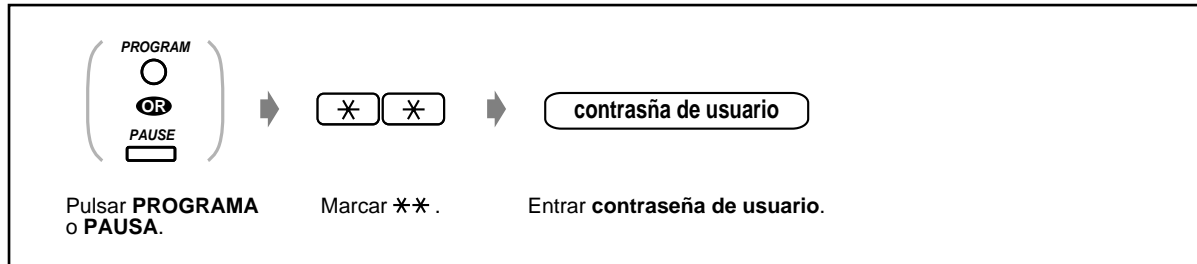 PROGRAM
OR
PAUSE
✳ ✳
contrasña de usuario
Pulsar PROGRAMA
o PAUSA.
Marcar ✳✳ .
Entrar contraseña de usuario.